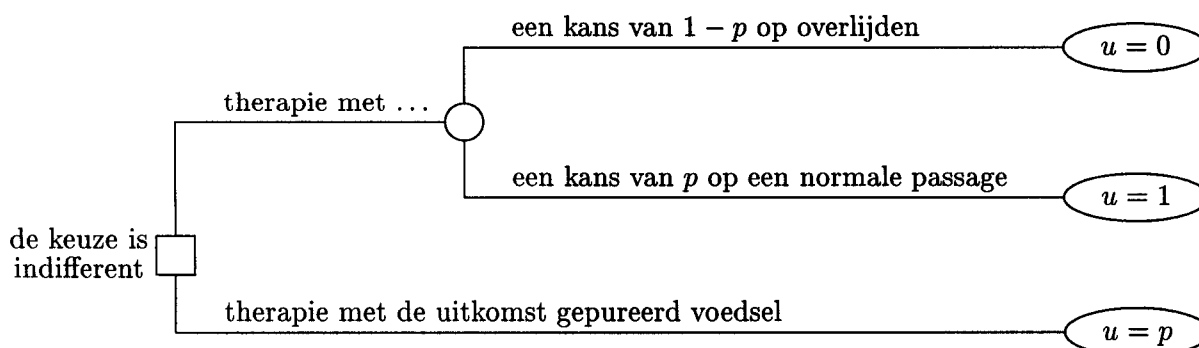 een kans van 1 − p op overlijden
u = 0
therapie met ...
een kans van p op een normale passage
u = 1
de keuze is
indifferent
therapie met de uitkomst gepureerd voedsel
u = p